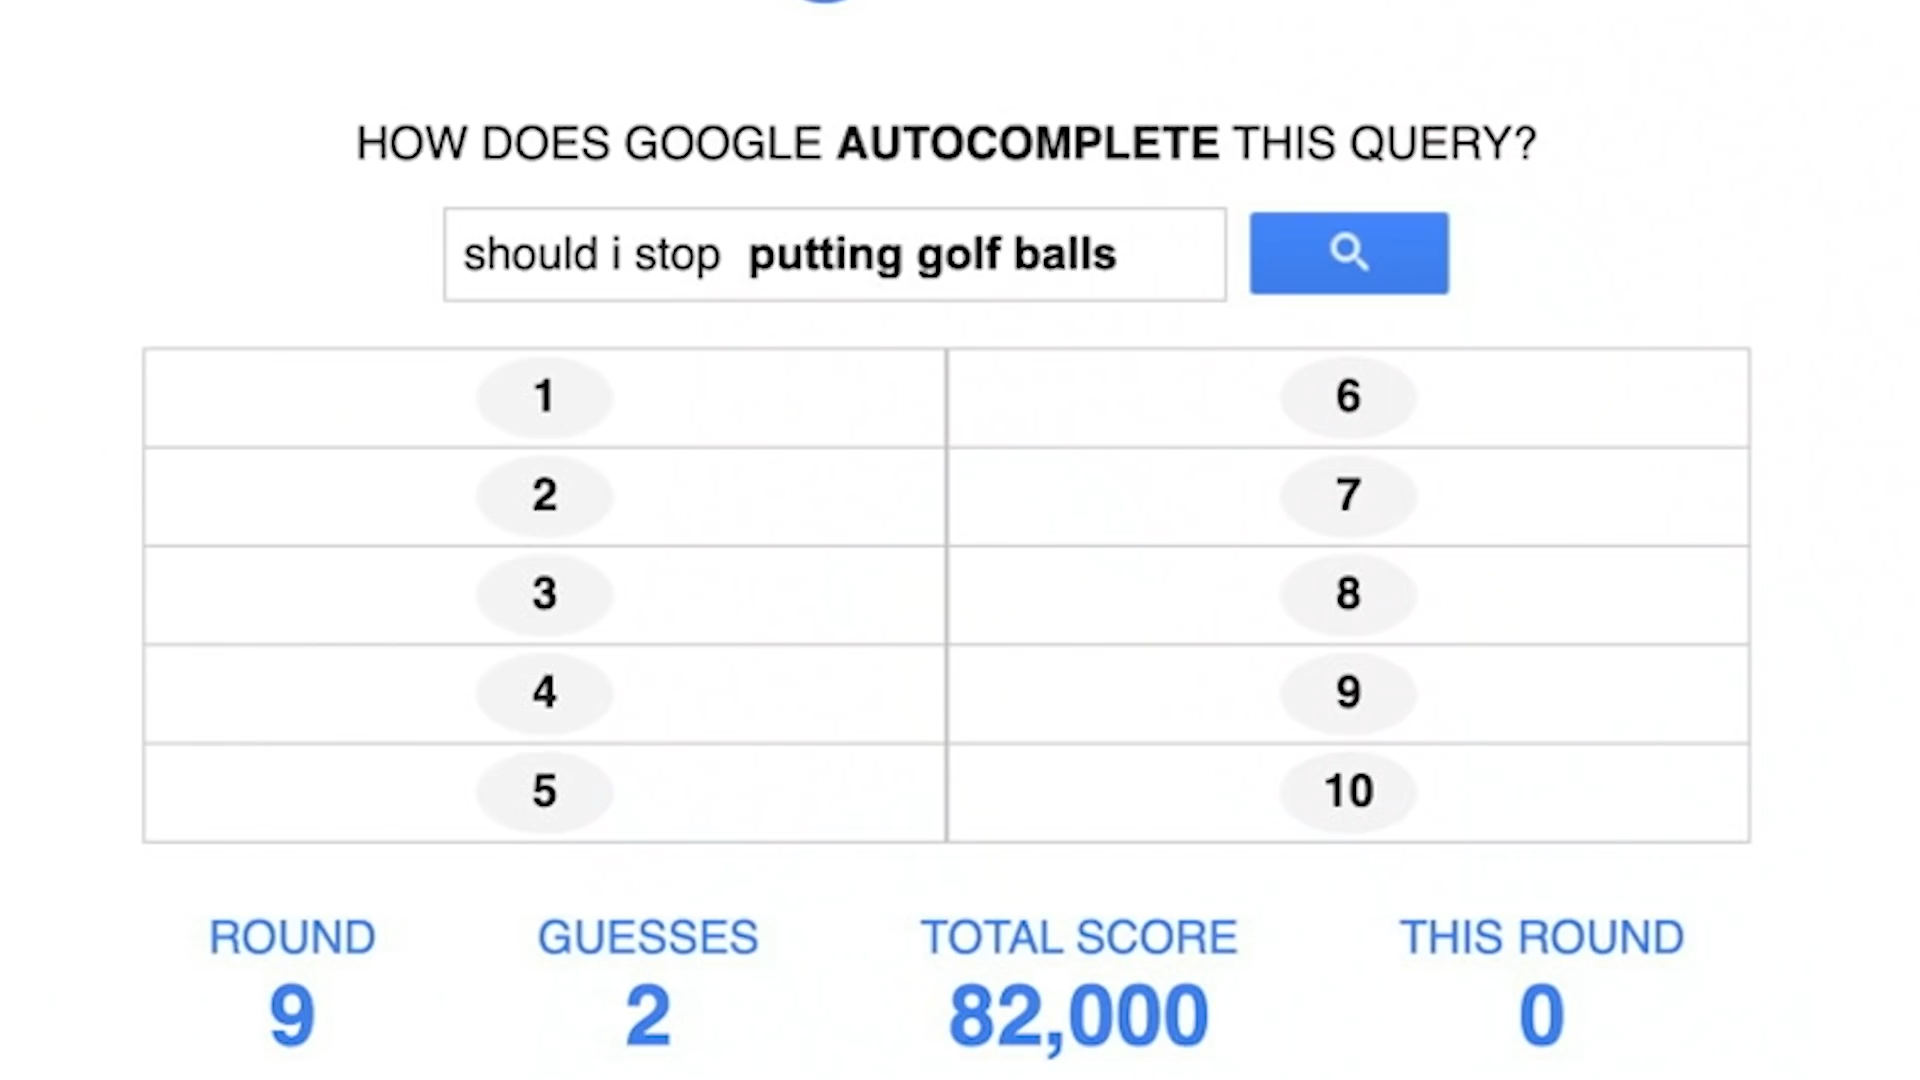 HOW DOES GOOGLE AUTOCOMPLETE THIS QUERY?
should i stop putting golf balls
1 6
2 7
3 8
4 9
5 10
ROUND GUESSES TOTAL SCORE THIS ROUND
9 2 82,000 0